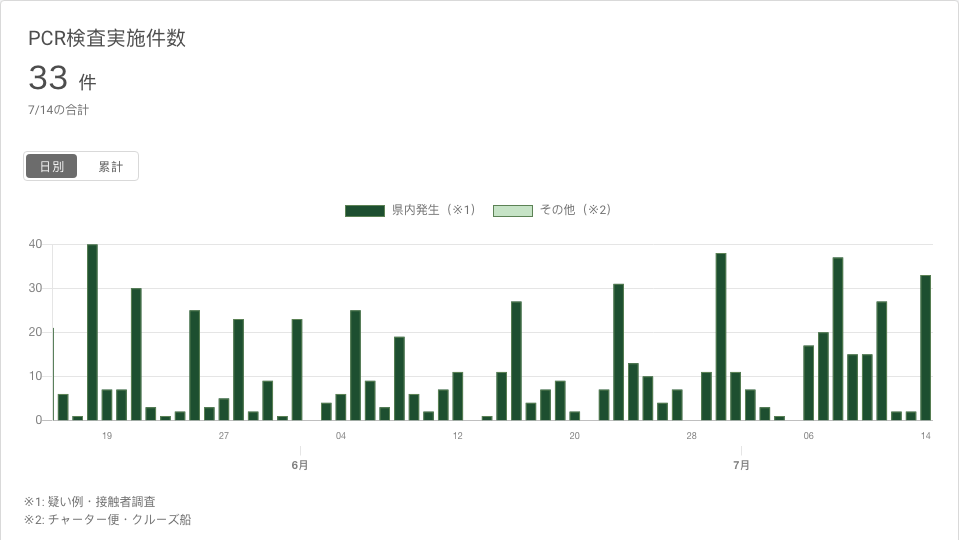 PCR検査実施件数
33 件
7/14の合計
日別 累計
県内発生（※1） その他（※2）
40
30
20
10
0
19 27 04 12 20 28 06 14
6月 7月
※1: 疑い例・接触者調査
※2: チャーター便・クルーズ船